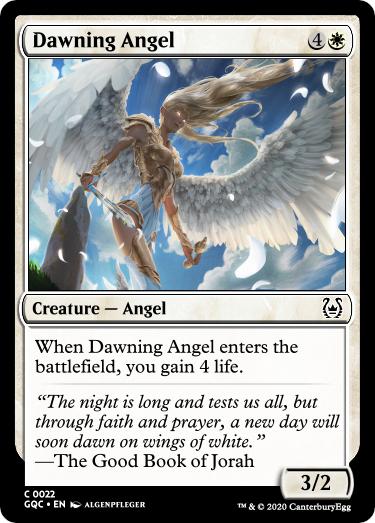 Dawning Angel 4
Creature — Angel
When Dawning Angel enters the
battlefield, you gain 4 life.
“The night is long and tests us all, but
through faith and prayer, a new day will
soon dawn on wings of white.”
—The Good Book of Jorah
3/2
C 0022
GQC • EN ALGENPFLEGER
™ & © 2020 CanterburyEgg